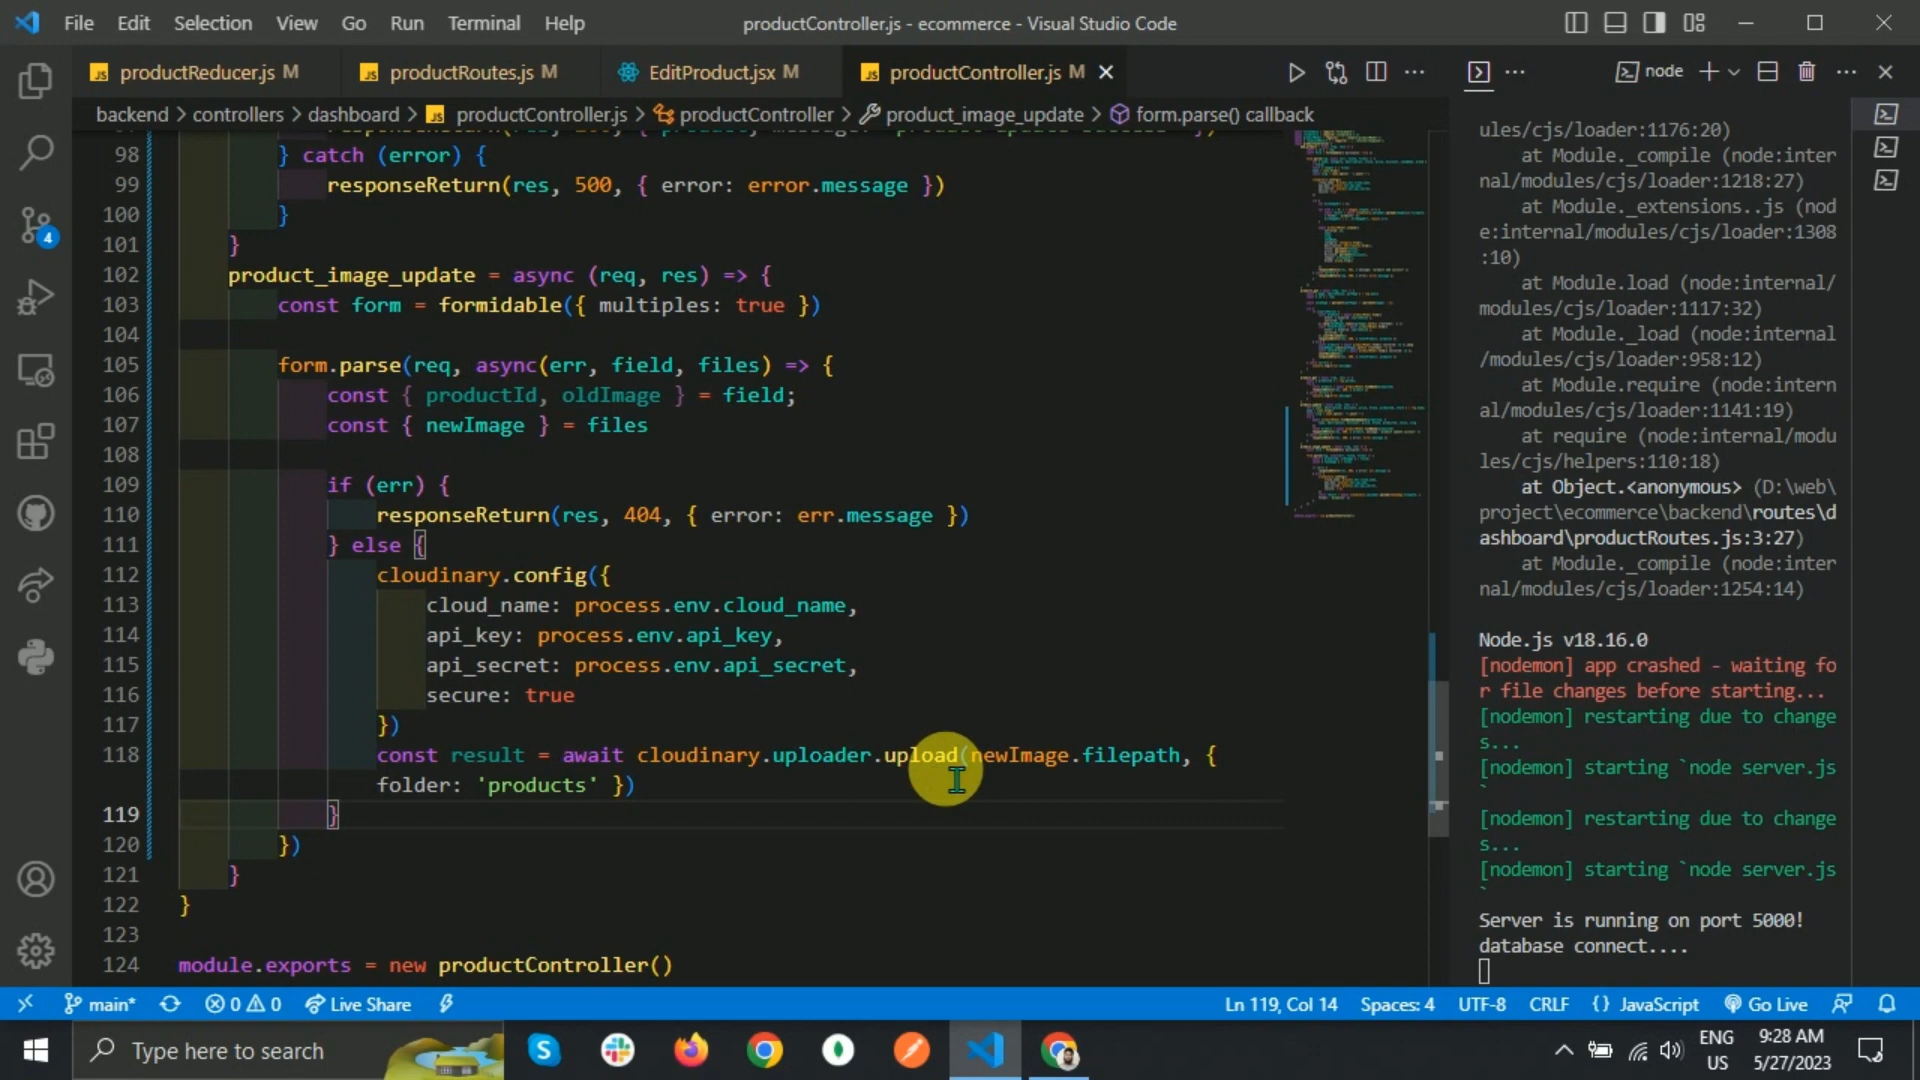 File Edit Selection View Go Run Terminal Help
productController.js - ecommerce - Visual Studio Code
productReducer.js M
productRoutes.js M
EditProduct.jsx M
productController.js M
node
backend > controllers > dashboard > productController.js > productController > product_image_update > form.parse() callback
98 } catch (error) {
99 responseReturn(res, 500, { error: error.message })
100 }
101 }
102 product_image_update = async (req, res) => {
103 const form = formidable({ multiples: true })
104
105 form.parse(req, async(err, field, files) => {
106 const { productId, oldImage } = field;
107 const { newImage } = files
108
109 if (err) {
110 responseReturn(res, 404, { error: err.message })
111 } else {
112 cloudinary.config({
113 cloud_name: process.env.cloud_name,
114 api_key: process.env.api_key,
115 api_secret: process.env.api_secret,
116 secure: true
117 })
118 const result = await cloudinary.uploader.upload(newImage.filepath, {
folder: 'products' })
119 }
120 })
121 }
122 }
123
124 module.exports = new productController()
ules/cjs/loader:1176:20)
at Module._compile (node:inter
nal/modules/cjs/loader:1218:27)
at Module._extensions..js (nod
e:internal/modules/cjs/loader:1308
:10)
at Module.load (node:internal/
modules/cjs/loader:1117:32)
at Module._load (node:internal
/modules/cjs/loader:958:12)
at Module.require (node:intern
al/modules/cjs/loader:1141:19)
at require (node:internal/modu
les/cjs/helpers:110:18)
at Object.<anonymous> (D:\web\
project\ecommerce\backend\routes\d
ashboard\productRoutes.js:3:27)
at Module._compile (node:inter
nal/modules/cjs/loader:1254:14)
Node.js v18.16.0
[nodemon] app crashed - waiting fo
r file changes before starting...
[nodemon] restarting due to change
s...
[nodemon] starting `node server.js
`
[nodemon] restarting due to change
s...
[nodemon] starting `node server.js
`
Server is running on port 5000!
database connect....
4
main* 0 0 Live Share
Ln 119, Col 14 Spaces: 4 UTF-8 CRLF {} JavaScript Go Live
Type here to search
ENG
US
9:28 AM
5/27/2023